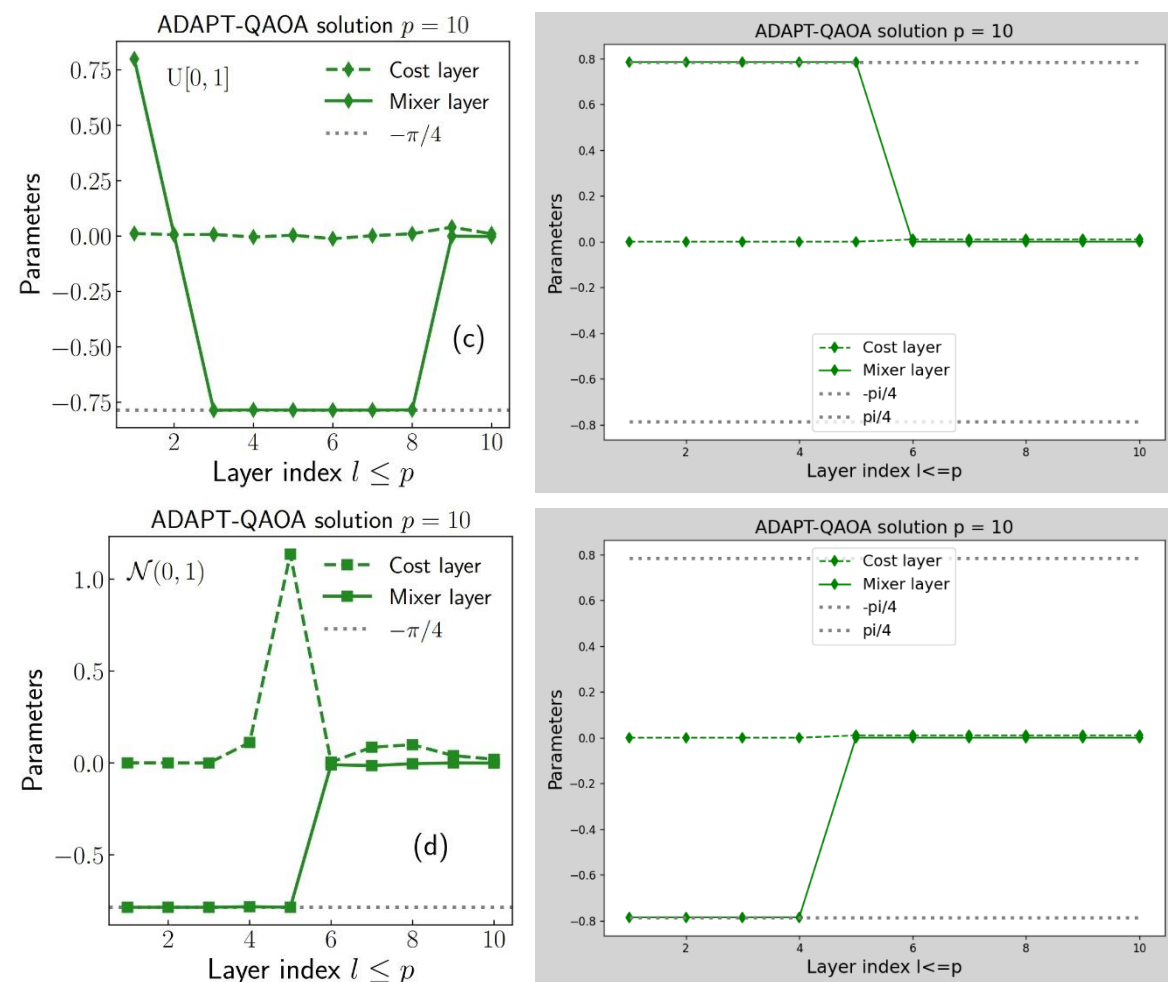 ADAPT-QAOA solution p = 10
U[0, 1]
Cost layer
Mixer layer
−π/4
0.75
0.50
0.25
0.00
−0.25
−0.50
−0.75
Parameters
(c)
2 4 6 8 10
Layer index l ≤ p
ADAPT-QAOA solution p = 10
0.8
0.6
0.4
0.2
0.0
−0.2
−0.4
−0.6
−0.8
Parameters
Cost layer
Mixer layer
-pi/4
pi/4
2 4 6 8 10
Layer index l<=p
ADAPT-QAOA solution p = 10
𝒩(0, 1)
Cost layer
Mixer layer
−π/4
1.0
0.5
0.0
−0.5
Parameters
(d)
2 4 6 8 10
Layer index l ≤ p
ADAPT-QAOA solution p = 10
Cost layer
Mixer layer
-pi/4
pi/4
0.8
0.6
0.4
0.2
0.0
−0.2
−0.4
−0.6
−0.8
Parameters
2 4 6 8 10
Layer index l<=p